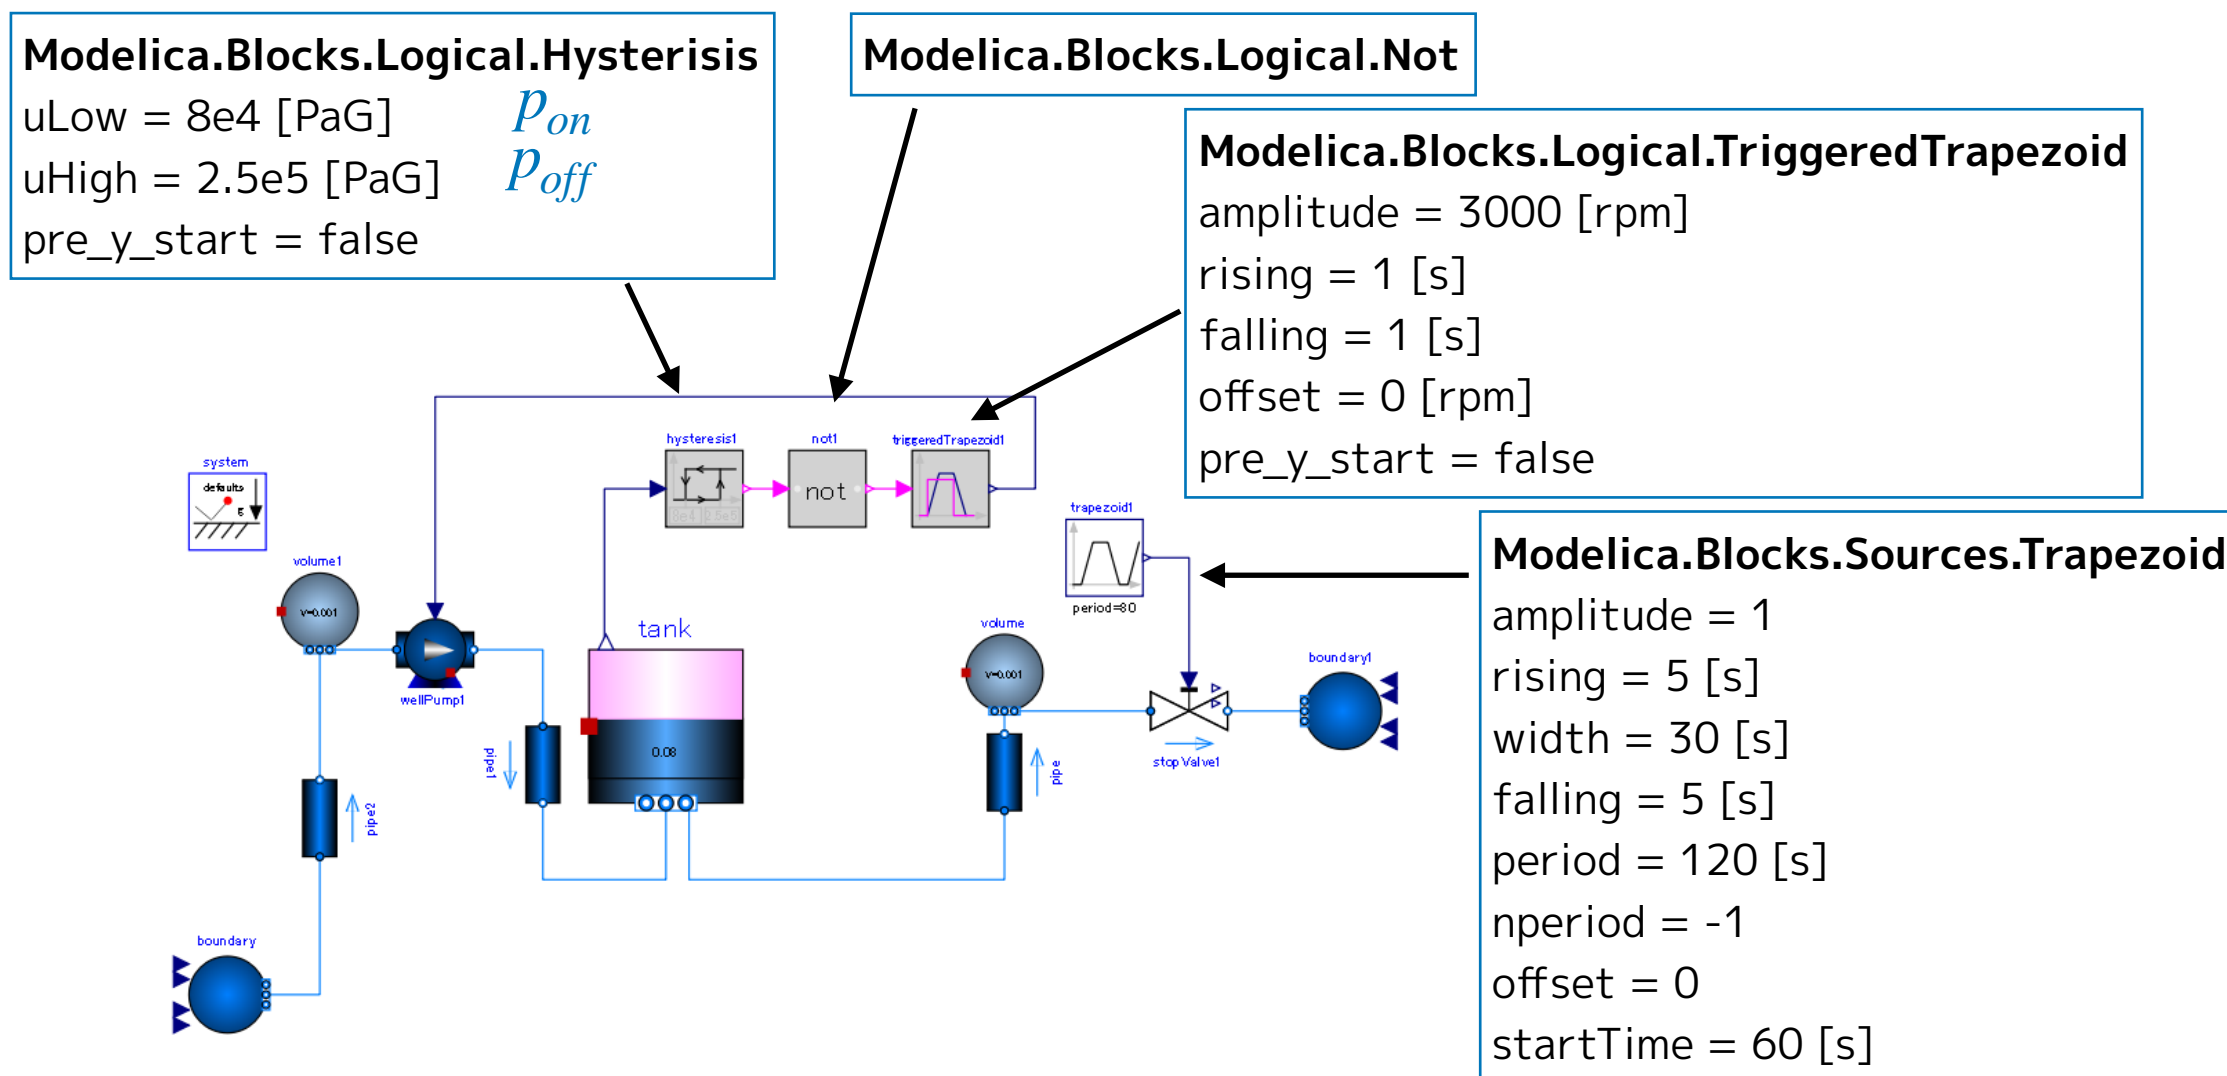 Modelica.Blocks.Logical.Hysterisis
uLow = 8e4 [PaG] p_on
uHigh = 2.5e5 [PaG] p_off
pre_y_start = false
Modelica.Blocks.Logical.Not
Modelica.Blocks.Logical.TriggeredTrapezoid
amplitude = 3000 [rpm]
rising = 1 [s]
falling = 1 [s]
offset = 0 [rpm]
pre_y_start = false
Modelica.Blocks.Sources.Trapezoid
amplitude = 1
rising = 5 [s]
width = 30 [s]
falling = 5 [s]
period = 120 [s]
nperiod = -1
offset = 0
startTime = 60 [s]
system
defaults
g
hysteresis1
8e4 2.5e5
not1
not
triggeredTrapezoid1
trapezoid1
period=80
volume1
V=0.001
wellPump1
tank
0.08
pipe1
pipe2
boundary
volume
V=0.001
pipe
stopValve1
boundary1